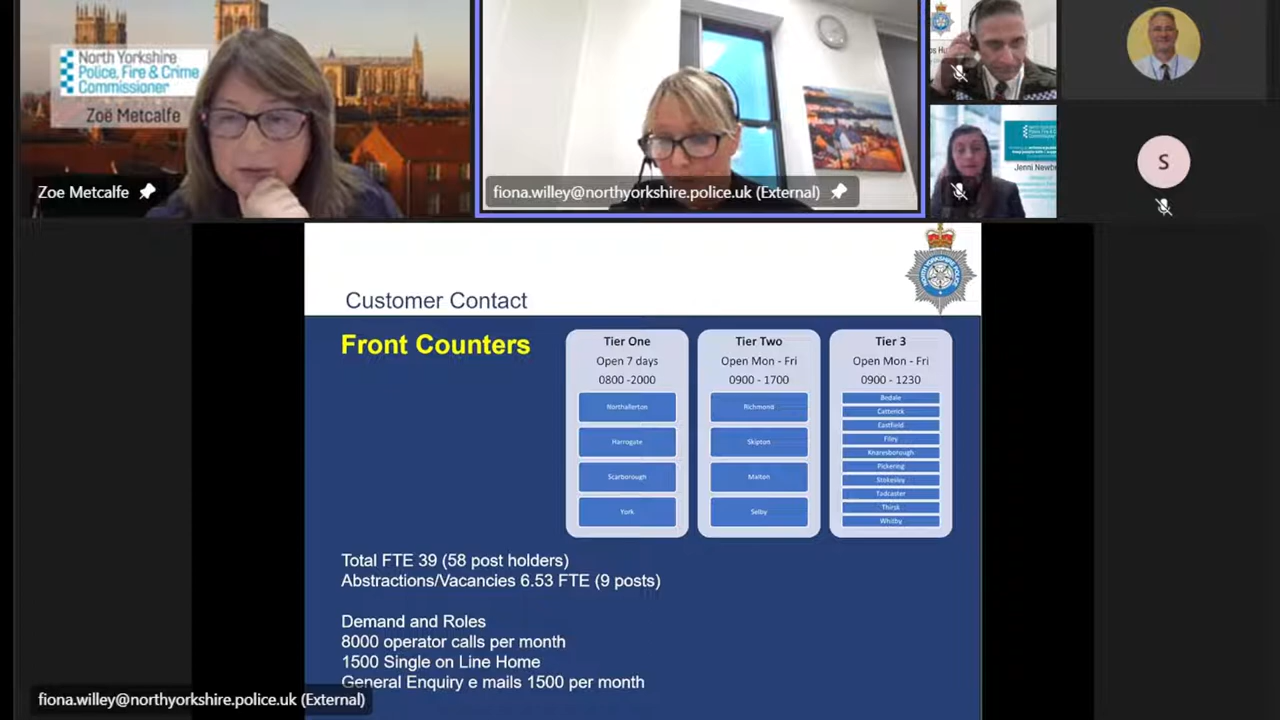 North Yorkshire
Police, Fire & Crime
Commissioner
Zoë Metcalfe
Zoe Metcalfe
fiona.willey@northyorkshire.police.uk (External)
Jenni Newb
S
Customer Contact
Front Counters
Tier One
Open 7 days
0800 -2000
Northallerton
Harrogate
Scarborough
York
Tier Two
Open Mon - Fri
0900 - 1700
Richmond
Skipton
Malton
Selby
Tier 3
Open Mon - Fri
0900 - 1230
Bedale
Catterick
Eastfield
Filey
Knaresborough
Pickering
Stokesley
Tadcaster
Thirsk
Whitby
Total FTE 39 (58 post holders)
Abstractions/Vacancies 6.53 FTE (9 posts)
Demand and Roles
8000 operator calls per month
1500 Single on Line Home
General Enquiry e mails 1500 per month
fiona.willey@northyorkshire.police.uk (External)